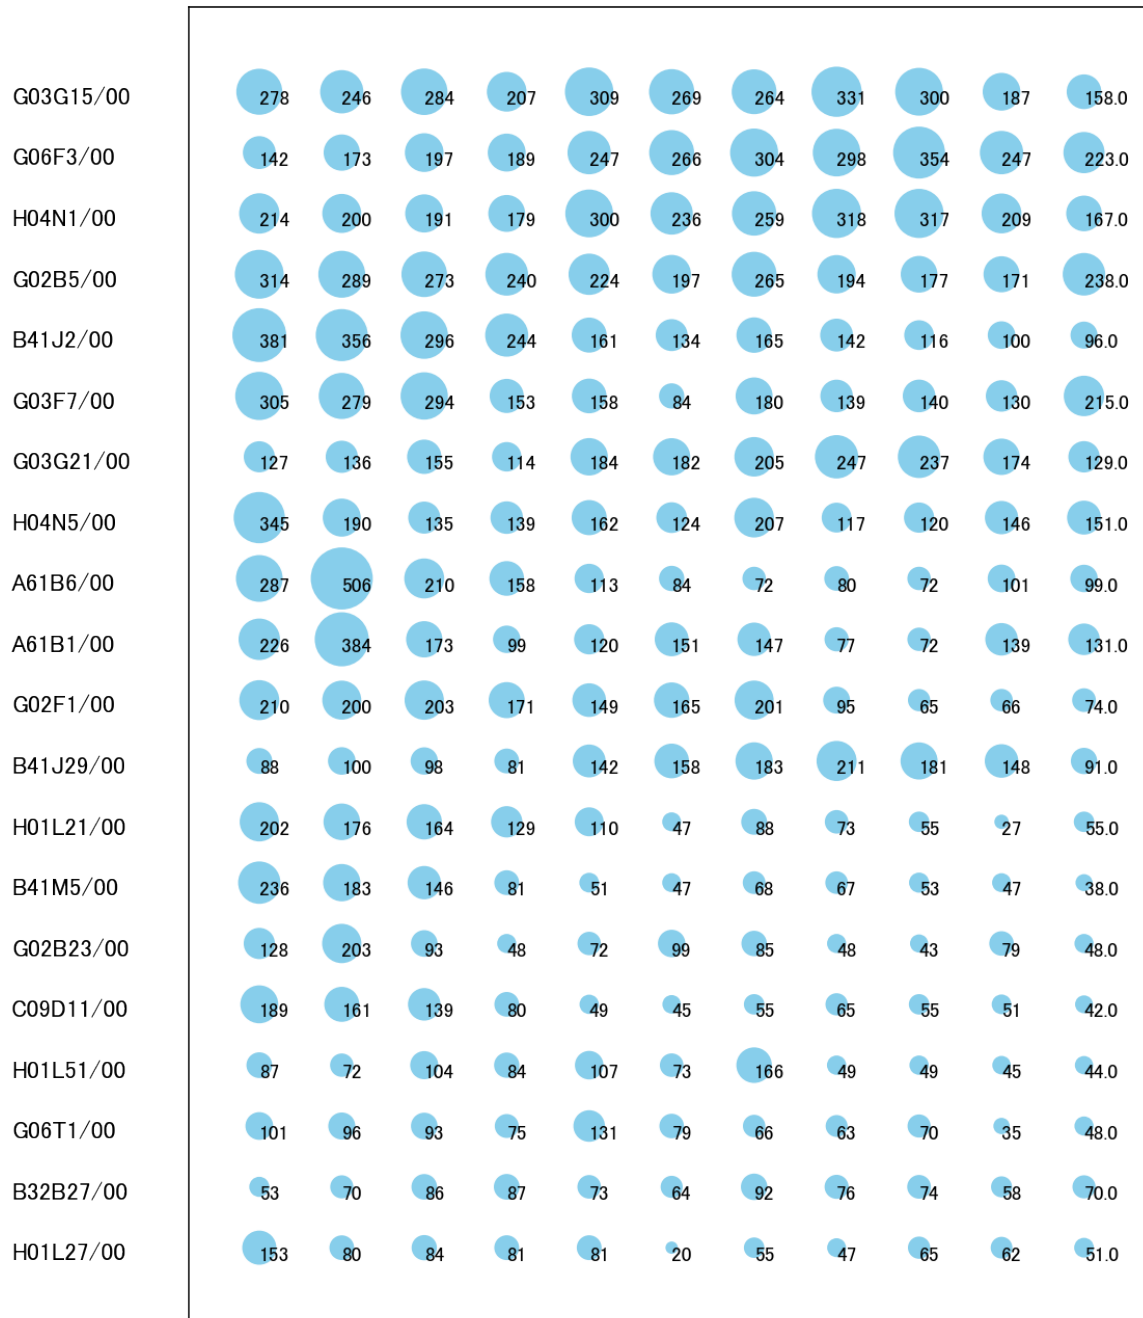 G03G15/00 278 246 284 207 309 269 264 331 300 187 158.0
G06F3/00 142 173 197 189 247 266 304 298 354 247 223.0
H04N1/00 214 200 191 179 300 236 259 318 317 209 167.0
G02B5/00 314 289 273 240 224 197 265 194 177 171 238.0
B41J2/00 381 356 296 244 161 134 165 142 116 100 96.0
G03F7/00 305 279 294 153 158 84 180 139 140 130 215.0
G03G21/00 127 136 155 114 184 182 205 247 237 174 129.0
H04N5/00 345 190 135 139 162 124 207 117 120 146 151.0
A61B6/00 287 506 210 158 113 84 72 80 72 101 99.0
A61B1/00 226 384 173 99 120 151 147 77 72 139 131.0
G02F1/00 210 200 203 171 149 165 201 95 65 66 74.0
B41J29/00 88 100 98 81 142 158 183 211 181 148 91.0
H01L21/00 202 176 164 129 110 47 88 73 55 27 55.0
B41M5/00 236 183 146 81 51 47 68 67 53 47 38.0
G02B23/00 128 203 93 48 72 99 85 48 43 79 48.0
C09D11/00 189 161 139 80 49 45 55 65 55 51 42.0
H01L51/00 87 72 104 84 107 73 166 49 49 45 44.0
G06T1/00 101 96 93 75 131 79 66 63 70 35 48.0
B32B27/00 53 70 86 87 73 64 92 76 74 58 70.0
H01L27/00 153 80 84 81 81 20 55 47 65 62 51.0